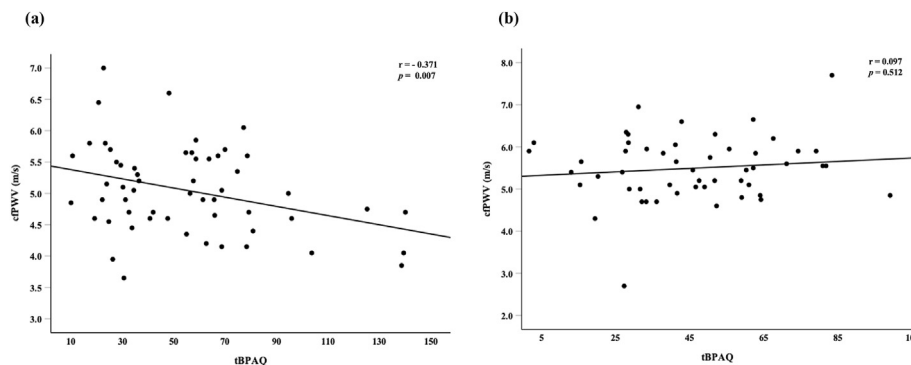 (a)
r = - 0.371
p = 0.007
7.0
6.5
6.0
5.5
5.0
4.5
4.0
3.5
3.0
cfPWV (m/s)
10 30 50 70 90 110 130 150
tBPAQ
(b)
r = 0.097
p = 0.512
8.0
7.0
6.0
5.0
4.0
3.0
2.0
cfPWV (m/s)
5 25 45 65 85 10
tBPAQ